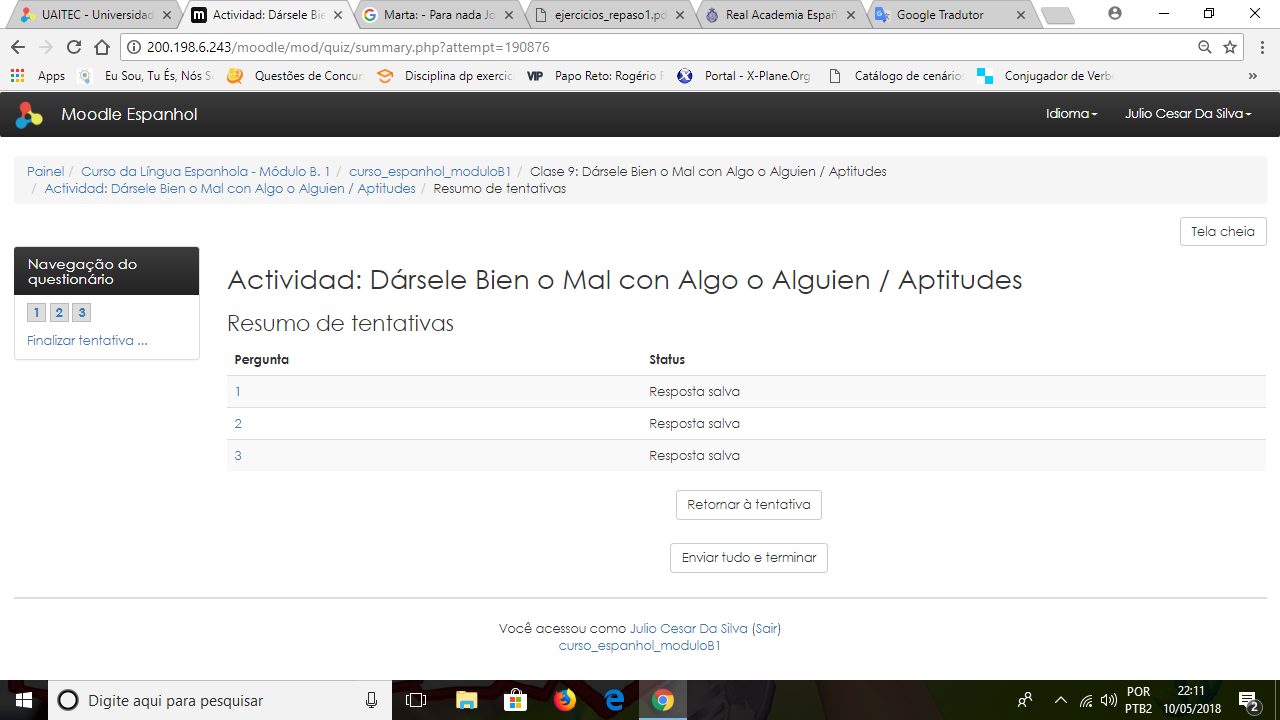 UAITEC - Universidad
Actividad: Dársele Bie
Marta: - Para nada Jo
ejercicios_repaso1.pd
Real Academia Españ
Google Tradutor
200.198.6.243/moodle/mod/quiz/summary.php?attempt=190876
Apps
Eu Sou, Tu És, Nós S
Questões de Concur
Disciplina dp exercic
VIP Papo Reto: Rogério F
Portal - X-Plane.Org
Catálogo de cenário
Conjugador de Verb
»
Moodle Espanhol
Idioma
Julio Cesar Da Silva
Painel / Curso da Língua Espanhola - Módulo B. 1 / curso_espanhol_moduloB1 / Clase 9: Dársele Bien o Mal con Algo o Alguien / Aptitudes
/ Actividad: Dársele Bien o Mal con Algo o Alguien / Aptitudes / Resumo de tentativas
Tela cheia
Navegação do
questionário
1 2 3
Finalizar tentativa ...
Actividad: Dársele Bien o Mal con Algo o Alguien / Aptitudes
Resumo de tentativas
Pergunta Status
1 Resposta salva
2 Resposta salva
3 Resposta salva
Retornar à tentativa
Enviar tudo e terminar
Você acessou como Julio Cesar Da Silva (Sair)
curso_espanhol_moduloB1
Digite aqui para pesquisar
POR
PTB2
22:11
10/05/2018
2